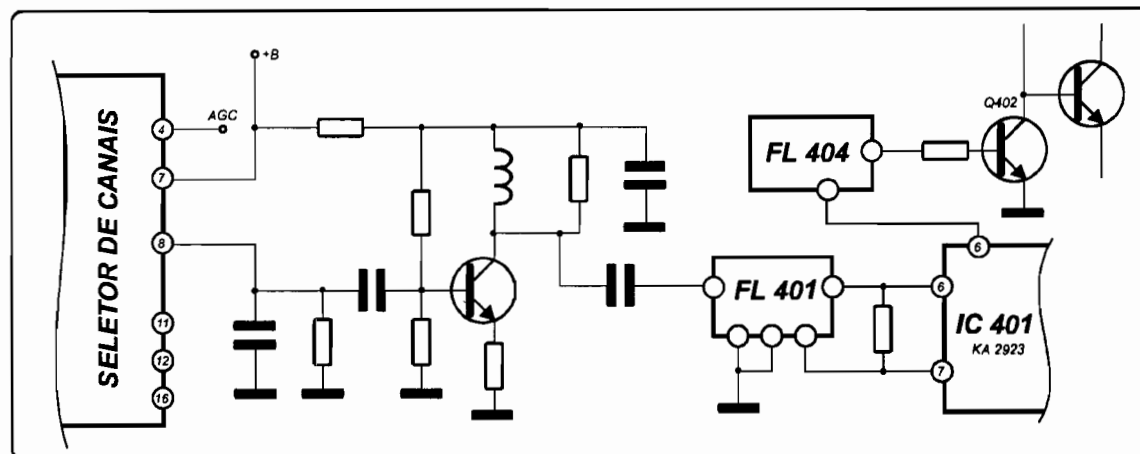 SELETOR DE CANAIS
4
7
8
11
12
16
AGC
+B
FL 401
FL 404
Q402
6
6
7
IC 401
KA 2923